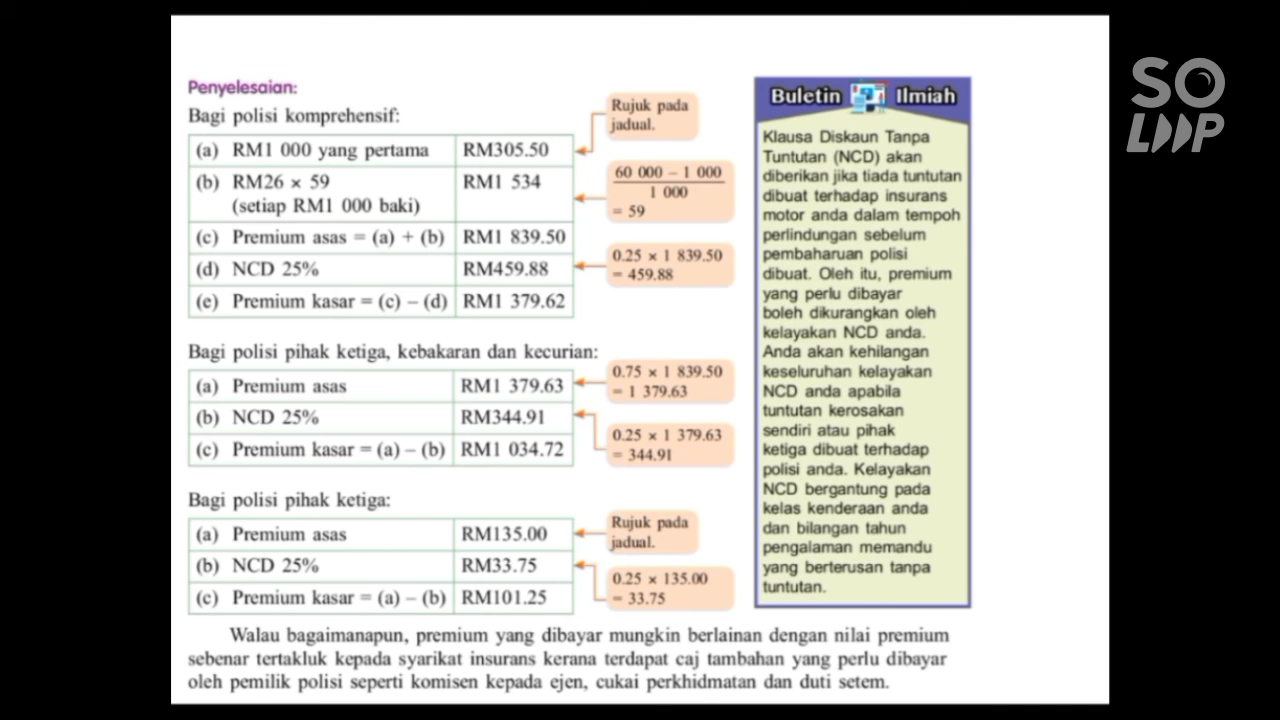 Penyelesaian:
Bagi polisi komprehensif:
(a) RM1 000 yang pertama RM305.50
(b) RM26 × 59 RM1 534
(setiap RM1 000 baki)
(c) Premium asas = (a) + (b) RM1 839.50
(d) NCD 25% RM459.88
(e) Premium kasar = (c) – (d) RM1 379.62
Rujuk pada
jadual.
60 000 – 1 000
1 000
= 59
0.25 × 1 839.50
= 459.88
Bagi polisi pihak ketiga, kebakaran dan kecurian:
(a) Premium asas RM1 379.63
(b) NCD 25% RM344.91
(c) Premium kasar = (a) – (b) RM1 034.72
0.75 × 1 839.50
= 1 379.63
0.25 × 1 379.63
= 344.91
Bagi polisi pihak ketiga:
(a) Premium asas RM135.00
(b) NCD 25% RM33.75
(c) Premium kasar = (a) – (b) RM101.25
Rujuk pada
jadual.
0.25 × 135.00
= 33.75
Walau bagaimanapun, premium yang dibayar mungkin berlainan dengan nilai premium
sebenar tertakluk kepada syarikat insurans kerana terdapat caj tambahan yang perlu dibayar
oleh pemilik polisi seperti komisen kepada ejen, cukai perkhidmatan dan duti setem.
Buletin Ilmiah
Klausa Diskaun Tanpa
Tuntutan (NCD) akan
diberikan jika tiada tuntutan
dibuat terhadap insurans
motor anda dalam tempoh
perlindungan sebelum
pembaharuan polisi
dibuat. Oleh itu, premium
yang perlu dibayar
boleh dikurangkan oleh
kelayakan NCD anda.
Anda akan kehilangan
keseluruhan kelayakan
NCD anda apabila
tuntutan kerosakan
sendiri atau pihak
ketiga dibuat terhadap
polisi anda. Kelayakan
NCD bergantung pada
kelas kenderaan anda
dan bilangan tahun
pengalaman memandu
yang berterusan tanpa
tuntutan.
SO
LOOP